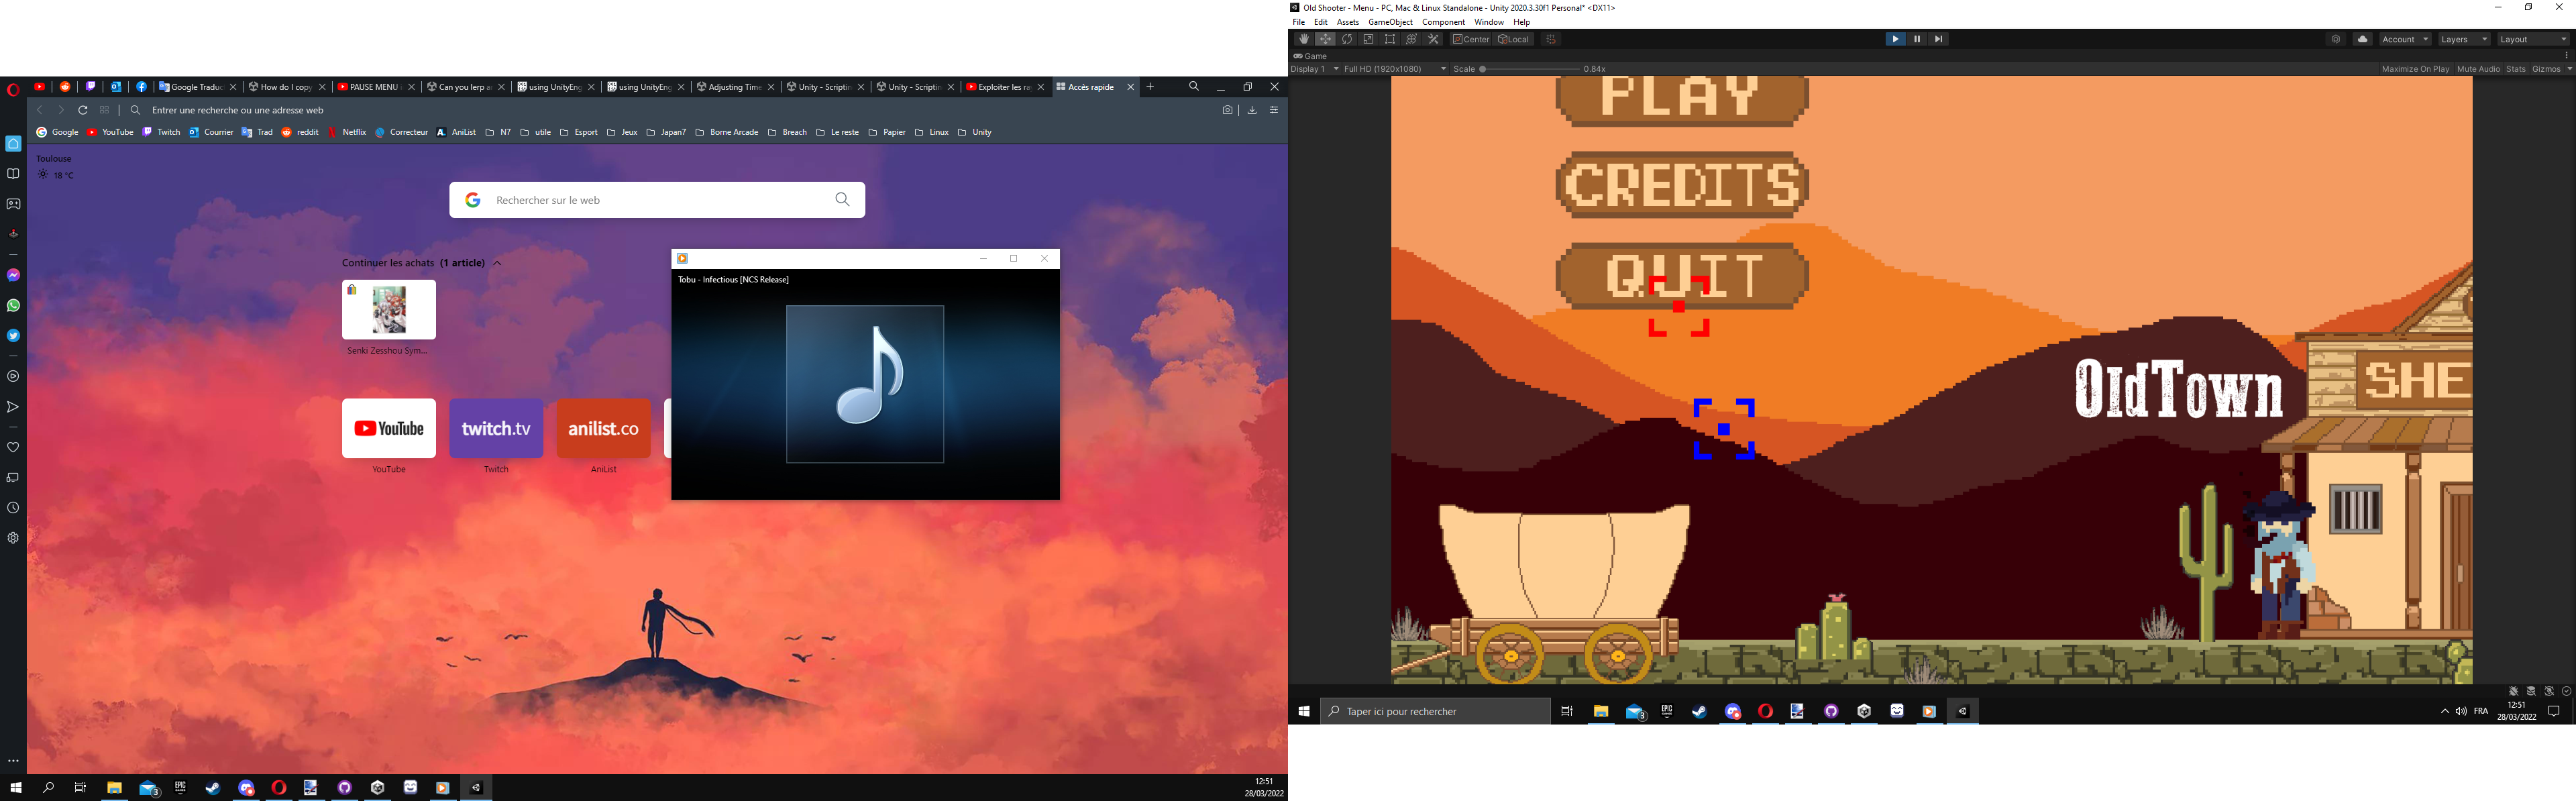 Google Traduc
How do I copy
PAUSE MENU
Can you lerp a
using UnityEng
using UnityEng
Adjusting Time
Unity - Scriptin
Unity - Scriptin
Exploiter les ra
Accès rapide
Entrer une recherche ou une adresse web
Google YouTube Twitch Courrier Trad reddit Netflix Correcteur AniList N7 utile Esport Jeux Japan7 Borne Arcade Breach Le reste Papier Linux Unity
Toulouse
18 °C
Rechercher sur le web
Continuer les achats (1 article)
Senki Zesshou Sym...
Tobu - Infectious [NCS Release]
YouTube
twitch.tv
anilist.co
YouTube
Twitch
AniList
EPIC
3
12:51
28/03/2022
Old Shooter - Menu - PC, Mac & Linux Standalone - Unity 2020.3.30f1 Personal* <DX11>
File Edit Assets GameObject Component Window Help
Center Local
Account Layers Layout
Game
Display 1 Full HD (1920x1080) Scale 0.84x
Maximize On Play Mute Audio Stats Gizmos
PLAY
CREDITS
QUIT
OldTown
SHE
Taper ici pour rechercher
3
EPIC
FRA
12:51
28/03/2022